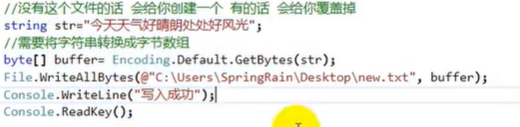 //没有这个文件的话 会给你创建一个 有的话 会给你覆盖掉
string str="今天天气好晴朗处处好风光";
//需要将字符串转换成字节数组
byte[] buffer= Encoding.Default.GetBytes(str);
File.WriteAllBytes(@"C:\Users\SpringRain\Desktop\new.txt", buffer);
Console.WriteLine("写入成功");
Console.ReadKey();